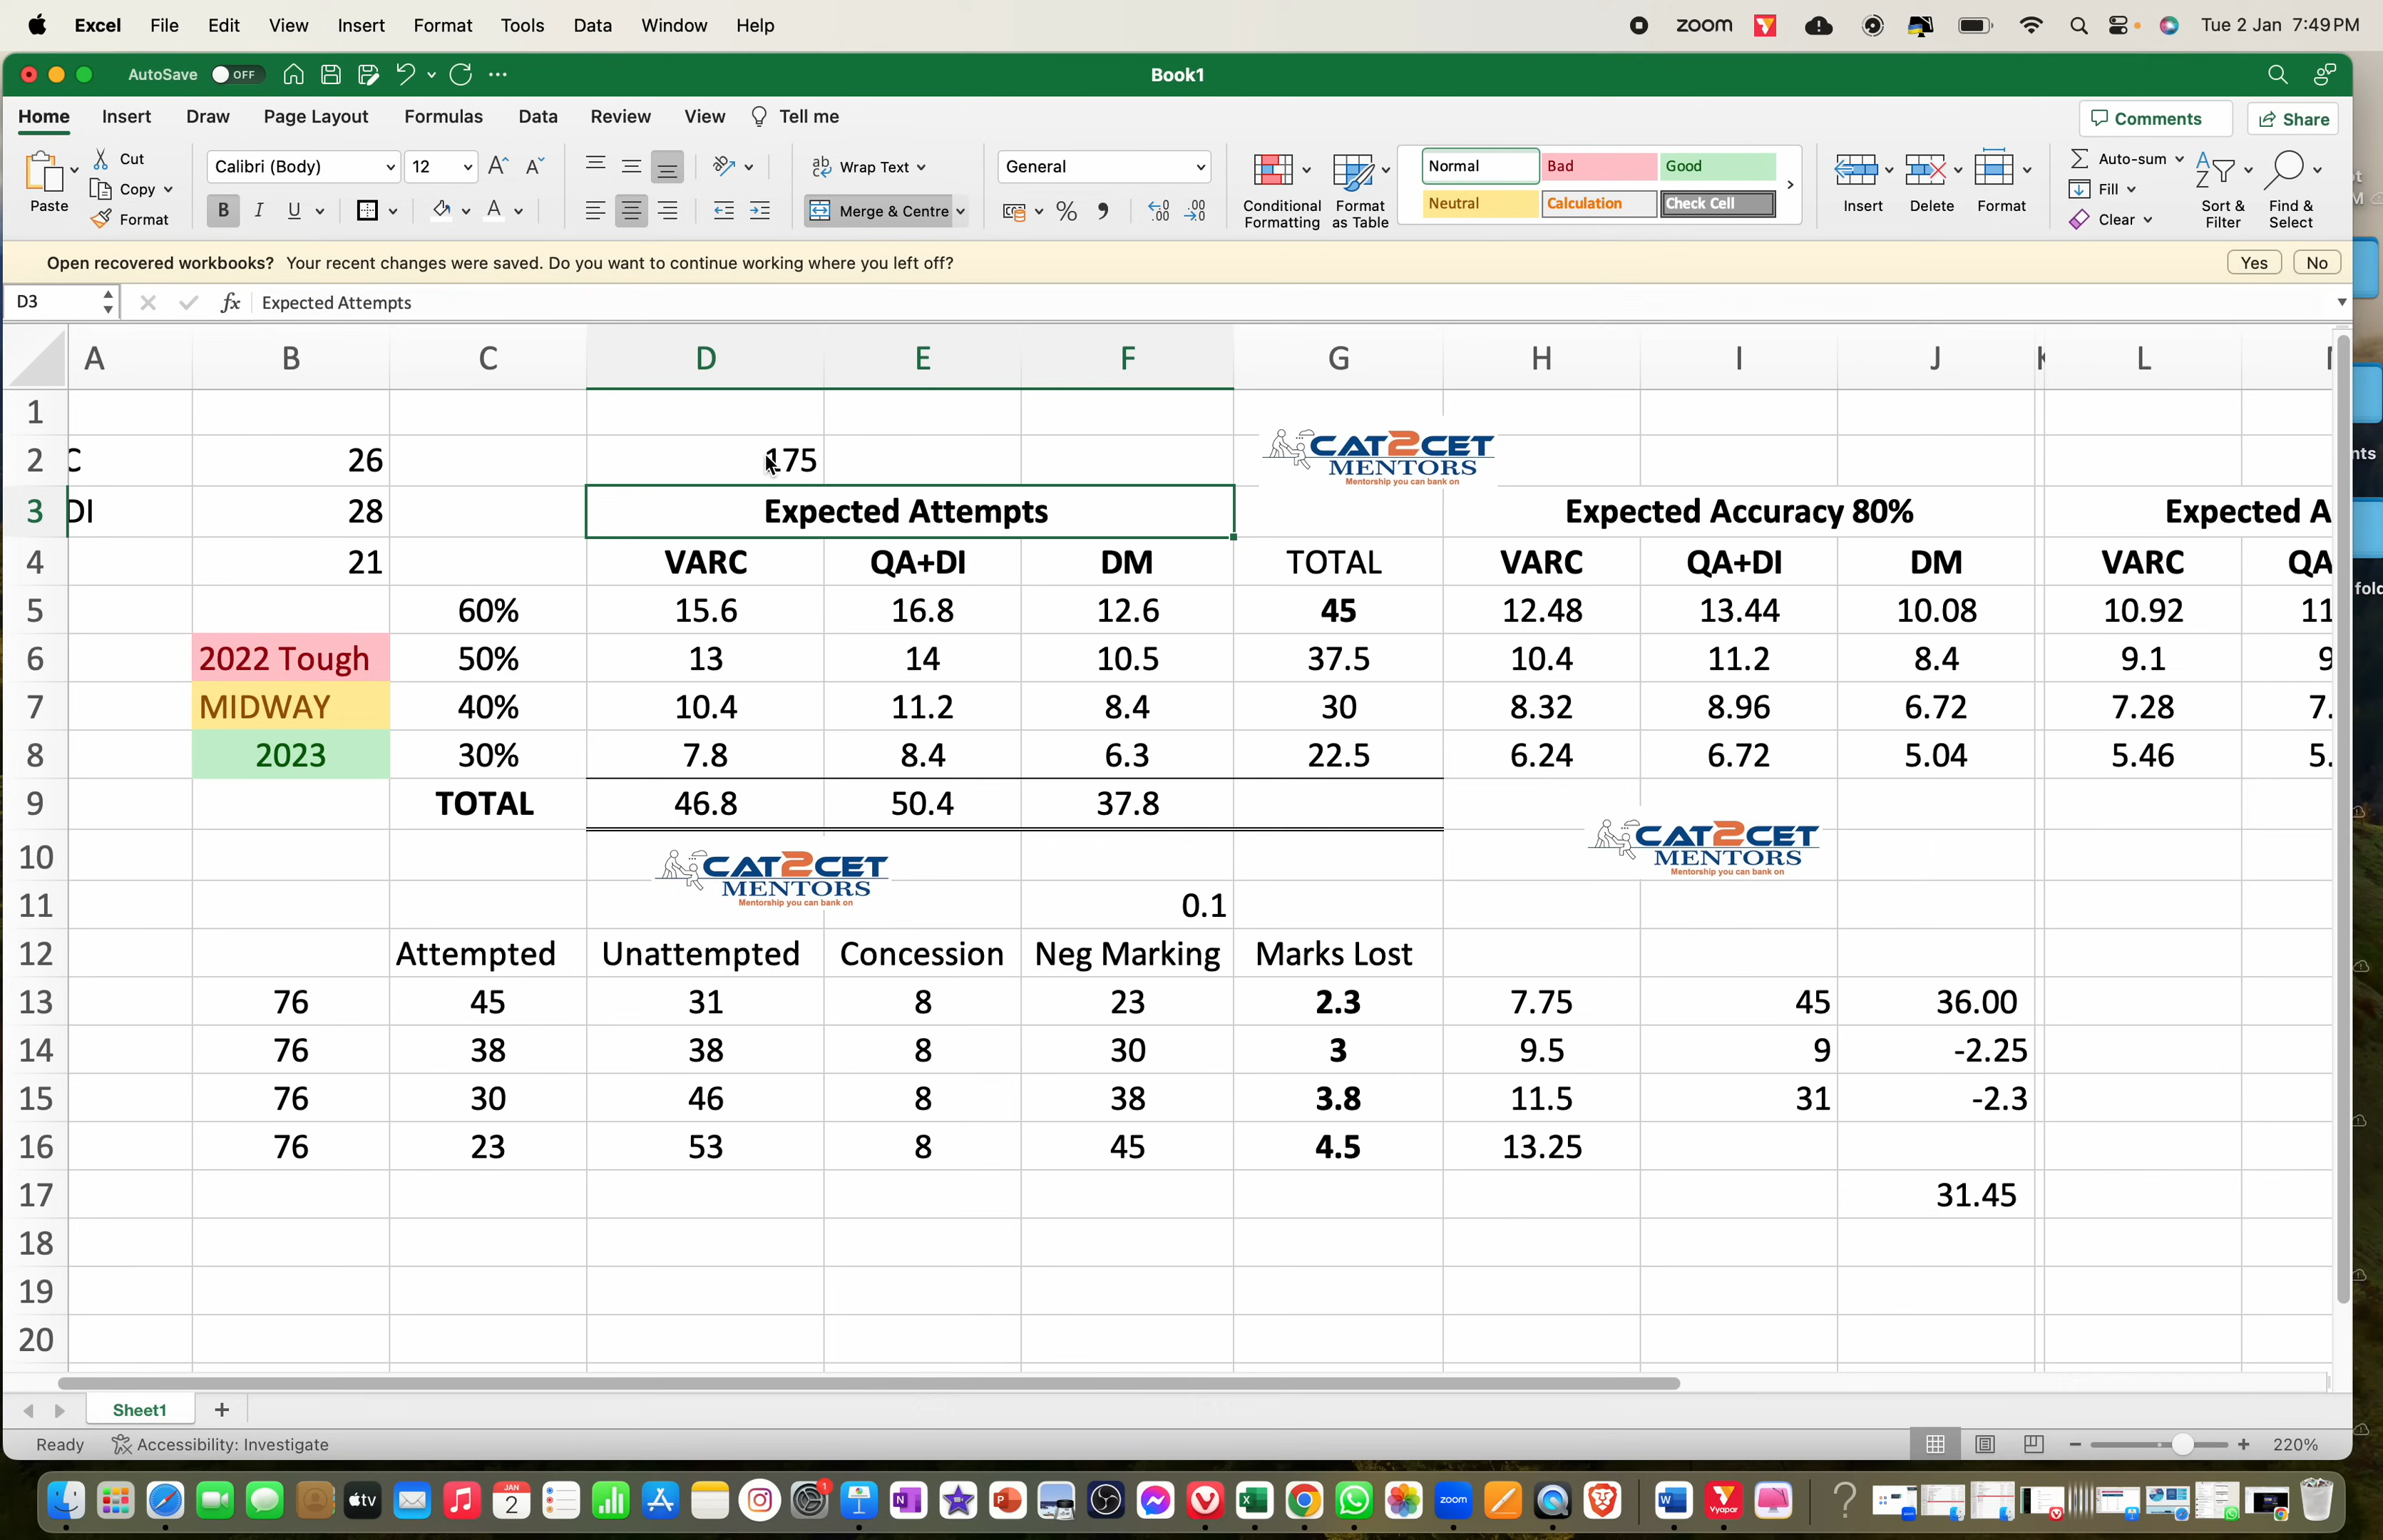 Excel File Edit View Insert Format Tools Data Window Help zoom Tue 2 Jan 7:49 PM
AutoSave OFF Book1
Home Insert Draw Page Layout Formulas Data Review View Tell me Comments Share
Paste Cut Copy Format
Calibri (Body) 12 Wrap Text General
B I U A Merge & Centre
Conditional Formatting Format as Table
Normal Bad Good
Neutral Calculation Check Cell
Insert Delete Format
Auto-sum Fill Clear Sort & Filter Find & Select
Open recovered workbooks? Your recent changes were saved. Do you want to continue working where you left off? Yes No
D3 fx Expected Attempts
A B C D E F G H I J K L
1
2 C 26 175
CAT2CET
MENTORS
Mentorship you can bank on
3 DI 28 Expected Attempts Expected Accuracy 80% Expected A
4 21 VARC QA+DI DM TOTAL VARC QA+DI DM VARC QA
5 60% 15.6 16.8 12.6 45 12.48 13.44 10.08 10.92 11
6 2022 Tough 50% 13 14 10.5 37.5 10.4 11.2 8.4 9.1 9
7 MIDWAY 40% 10.4 11.2 8.4 30 8.32 8.96 6.72 7.28 7.
8 2023 30% 7.8 8.4 6.3 22.5 6.24 6.72 5.04 5.46 5.
9 TOTAL 46.8 50.4 37.8
CAT2CET
MENTORS
Mentorship you can bank on
10
CAT2CET
MENTORS
Mentorship you can bank on
11 0.1
12 Attempted Unattempted Concession Neg Marking Marks Lost
13 76 45 31 8 23 2.3 7.75 45 36.00
14 76 38 38 8 30 3 9.5 9 -2.25
15 76 30 46 8 38 3.8 11.5 31 -2.3
16 76 23 53 8 45 4.5 13.25
17 31.45
18
19
20
Sheet1 +
Ready Accessibility: Investigate 220%
tv JAN 2 1 zoom Vyapar